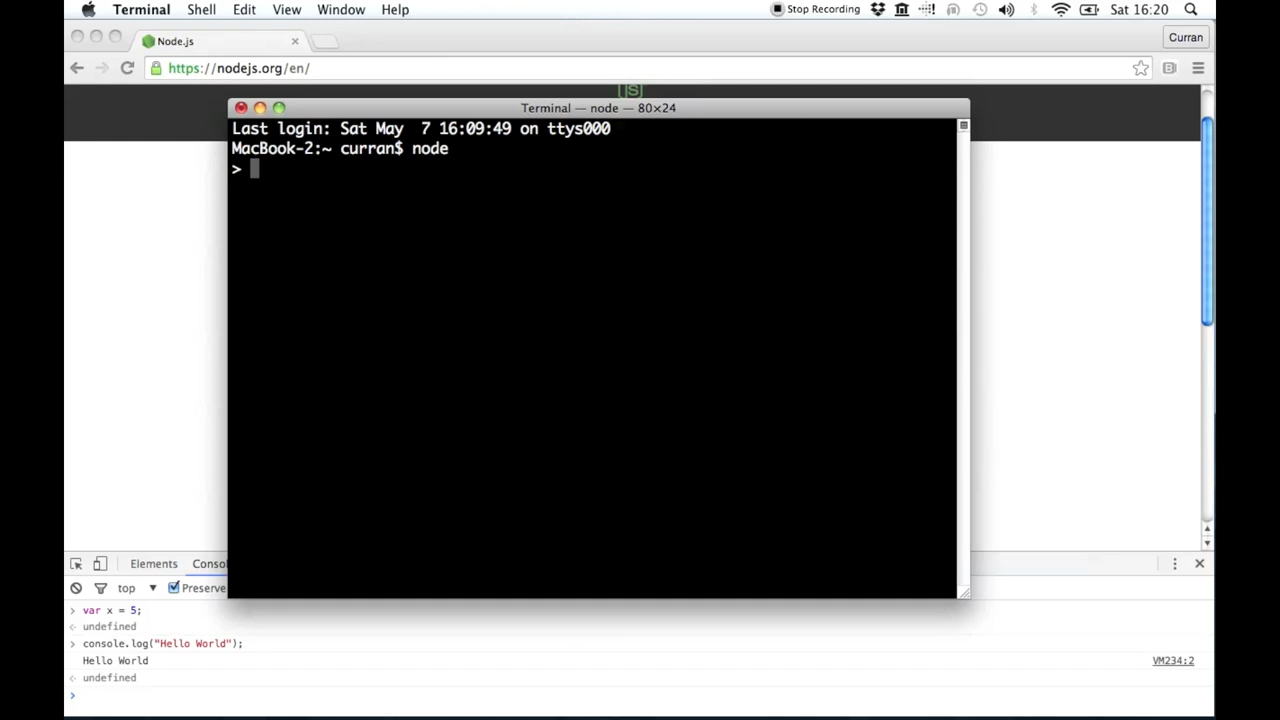 Terminal Shell Edit View Window Help Stop Recording Sat 16:20
Node.js Curran
https://nodejs.org/en/
Terminal — node — 80×24
Last login: Sat May  7 16:09:49 on ttys000
MacBook-2:~ curran$ node
>
Elements Conso
top Preserve
> var x = 5;
undefined
> console.log("Hello World");
Hello World VM234:2
undefined
>